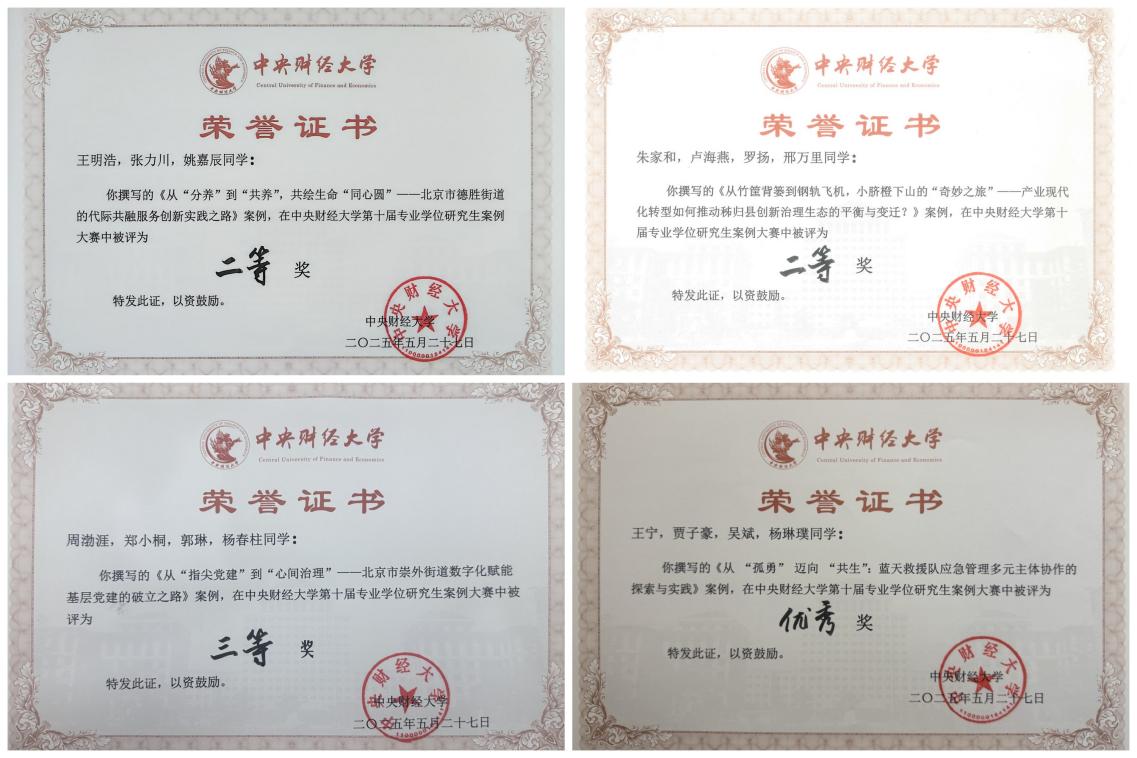 中央财经大学
Central University of Finance and Economics
荣誉证书
王明浩，张力川，姚嘉辰同学：
你撰写的《从“分养”到“共养”，共绘生命“同心圆”——北京市德胜街道
的代际共融服务创新实践之路》案例，在中央财经大学第十届专业学位研究生案例
大赛中被评为
二等 奖
特发此证，以资鼓励。
中央财经大学
二〇二五年五月二十七日
中央财经大学
中央财经大学
Central University of Finance and Economics
荣誉证书
朱家和，卢海燕，罗扬，邢万里同学：
你撰写的《从竹筐背篓到钢轨飞机，小脐橙下山的“奇妙之旅”——产业现代
化转型如何推动秭归县创新治理生态的平衡与变迁？》案例，在中央财经大学第十
届专业学位研究生案例大赛中被评为
二等 奖
特发此证，以资鼓励。
中央财经大学
二〇二五年五月二十七日
中央财经大学
中央财经大学
Central University of Finance and Economics
荣誉证书
周渤涯，郑小桐，郭琳，杨春柱同学：
你撰写的《从“指尖党建”到“心间治理”——北京市崇外街道数字化赋能
基层党建的破立之路》案例，在中央财经大学第十届专业学位研究生案例大赛中被
评为
三等 奖
特发此证，以资鼓励。
中央财经大学
二〇二五年五月二十七日
中央财经大学
中央财经大学
Central University of Finance and Economics
荣誉证书
王宁，贾子豪，吴斌，杨琳璞同学：
你撰写的《从 “孤勇” 迈向 “共生”：蓝天救援队应急管理多元主体协作的
探索与实践》案例，在中央财经大学第十届专业学位研究生案例大赛中被评为
优秀 奖
特发此证，以资鼓励。
中央财经大学
二〇二五年五月二十七日
中央财经大学